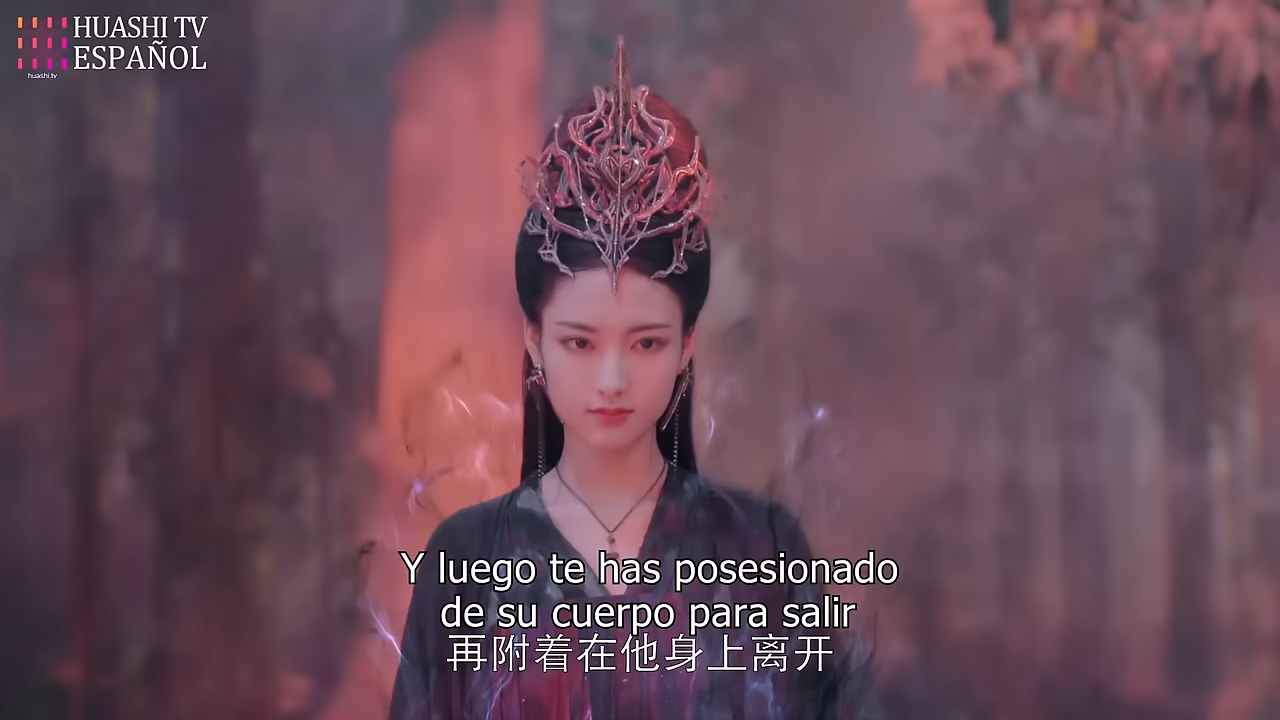 HUASHI TV
ESPAÑOL
huashi.tv
Y luego te has posesionado
de su cuerpo para salir
再附着在他身上离开